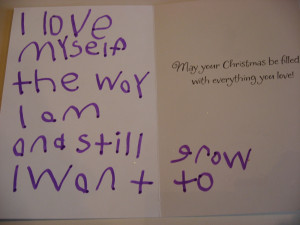 I love
myself
the way
I am
and still
I want to
grow
May your Christmas be filled
with everything you love!